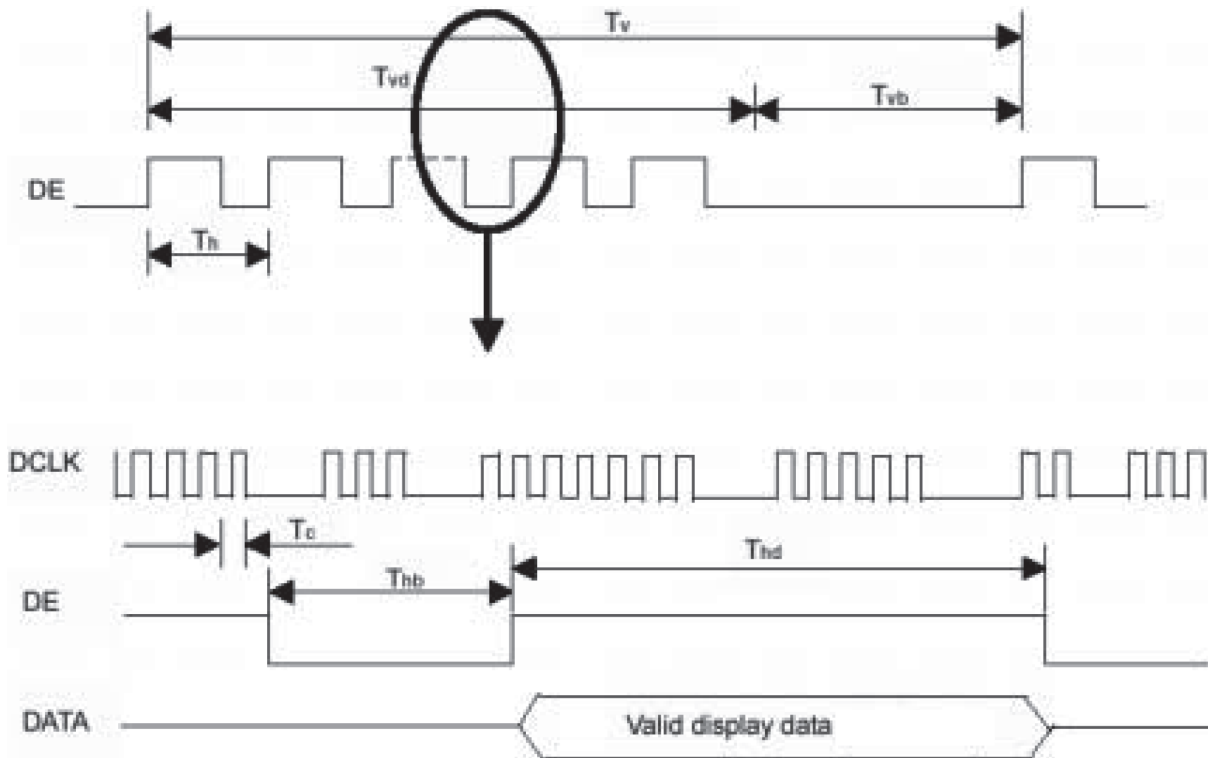 Tv
Tvd
Tvb
DE
Th
DCLK
Tc
Thd
Thb
DE
DATA
Valid display data